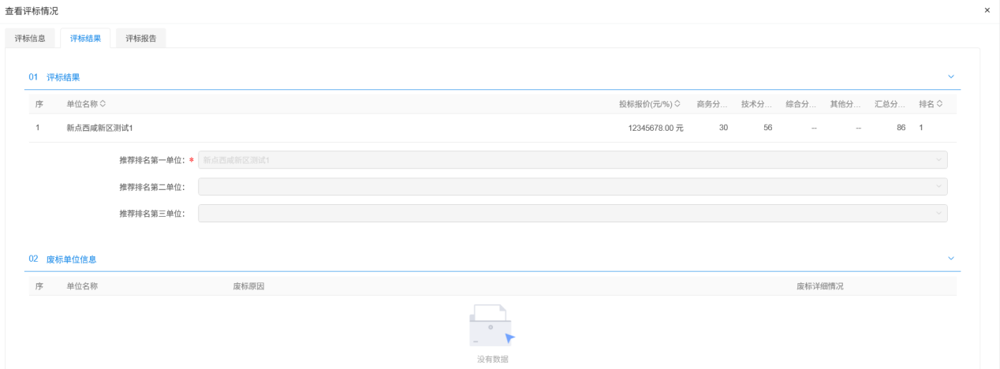 查看评标情况 ×
评标信息 评标结果 评标报告
01 评标结果
序 单位名称 投标报价(元/%) 商务分... 技术分... 综合分... 其他分... 汇总分... 排名
1 新点西咸新区测试1 12345678.00 元 30 56 -- -- 86 1
推荐排名第一单位: * 新点西咸新区测试1
推荐排名第二单位:
推荐排名第三单位:
02 废标单位信息
序 单位名称 废标原因 废标详细情况
没有数据